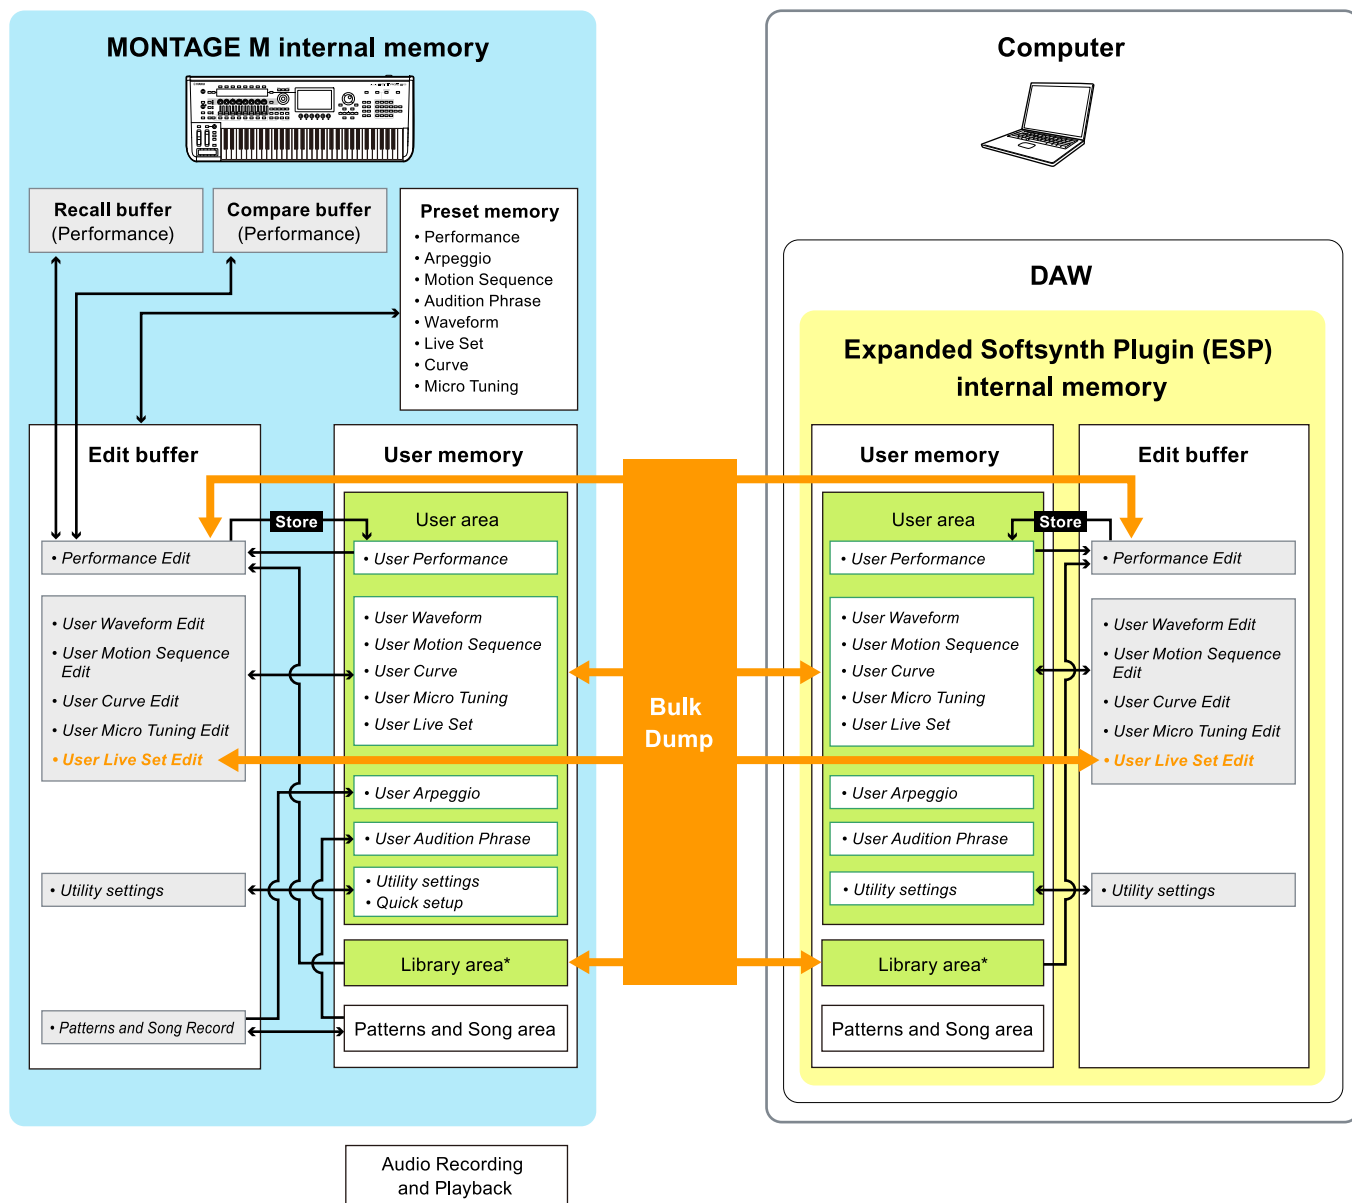 MONTAGE M internal memory
Recall buffer
(Performance)
Compare buffer
(Performance)
Preset memory
• Performance
• Arpeggio
• Motion Sequence
• Audition Phrase
• Waveform
• Live Set
• Curve
• Micro Tuning
Edit buffer
• Performance Edit
• User Waveform Edit
• User Motion Sequence
Edit
• User Curve Edit
• User Micro Tuning Edit
• User Live Set Edit
• Utility settings
• Patterns and Song Record
Store
User memory
User area
• User Performance
• User Waveform
• User Motion Sequence
• User Curve
• User Micro Tuning
• User Live Set
• User Arpeggio
• User Audition Phrase
• Utility settings
• Quick setup
Library area*
Patterns and Song area
Audio Recording
and Playback
Bulk
Dump
Computer
DAW
Expanded Softsynth Plugin (ESP)
internal memory
User memory
User area
• User Performance
• User Waveform
• User Motion Sequence
• User Curve
• User Micro Tuning
• User Live Set
• User Arpeggio
• User Audition Phrase
• Utility settings
Library area*
Patterns and Song area
Store
Edit buffer
• Performance Edit
• User Waveform Edit
• User Motion Sequence
Edit
• User Curve Edit
• User Micro Tuning Edit
• User Live Set Edit
• Utility settings